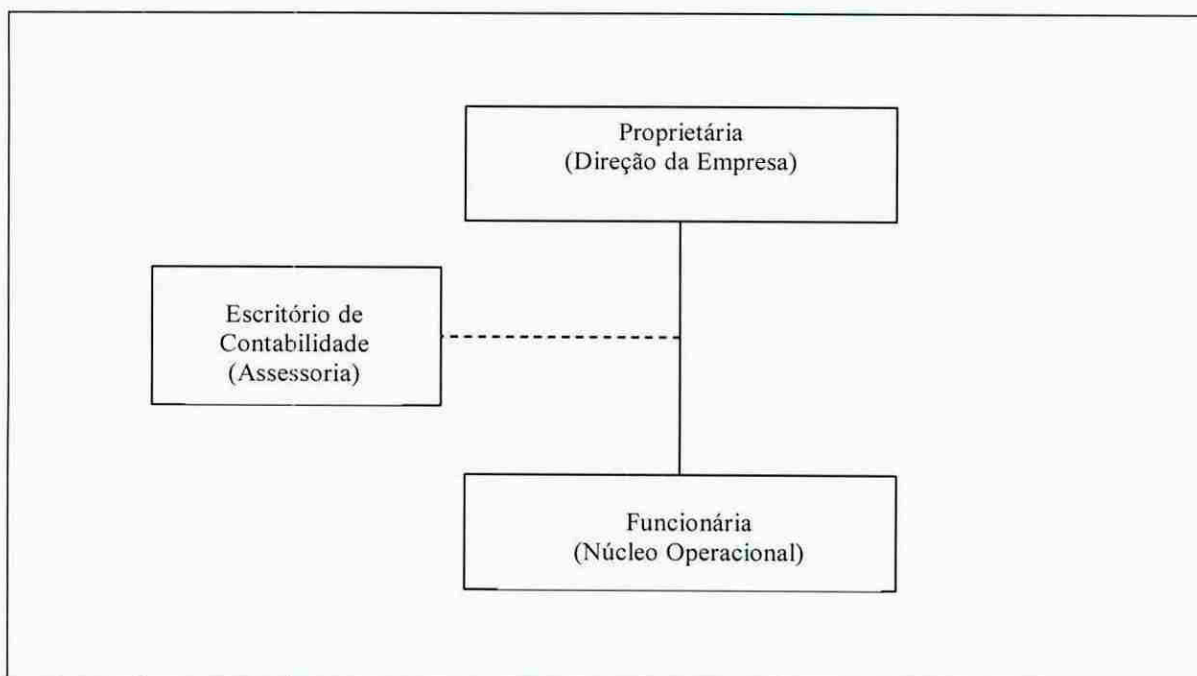 Proprietária
(Direção da Empresa)
Escritório de
Contabilidade
(Assessoria)
Funcionária
(Núcleo Operacional)